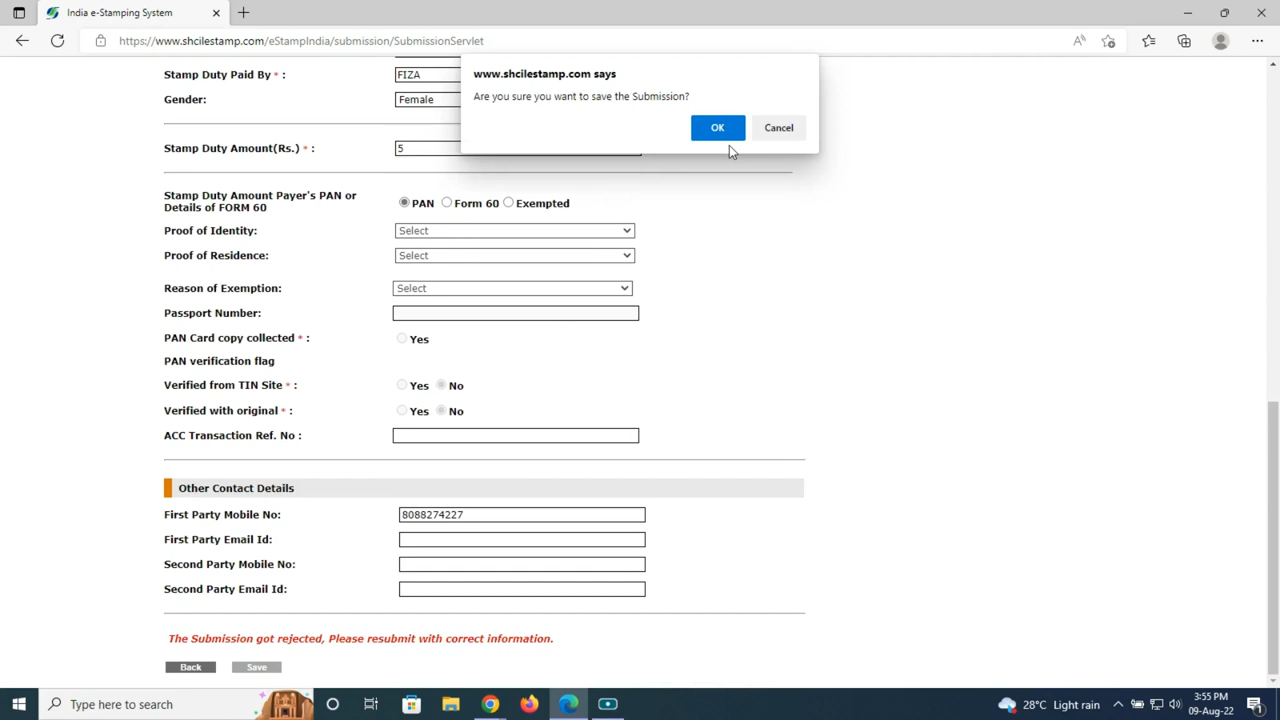 India e-Stamping System
https://www.shcilestamp.com/eStampIndia/submission/SubmissionServlet
www.shcilestamp.com says
Are you sure you want to save the Submission?
OK
Cancel
Stamp Duty Paid By * :
FIZA
Gender:
Female
Stamp Duty Amount(Rs.) * :
5
Stamp Duty Amount Payer's PAN or
Details of FORM 60
PAN
Form 60
Exempted
Proof of Identity:
Select
Proof of Residence:
Select
Reason of Exemption:
Select
Passport Number:
PAN Card copy collected * :
Yes
PAN verification flag
Verified from TIN Site * :
Yes
No
Verified with original * :
Yes
No
ACC Transaction Ref. No :
Other Contact Details
First Party Mobile No:
8088274227
First Party Email Id:
Second Party Mobile No:
Second Party Email Id:
The Submission got rejected, Please resubmit with correct information.
Back
Save
Type here to search
28°C Light rain
3:55 PM
09-Aug-22